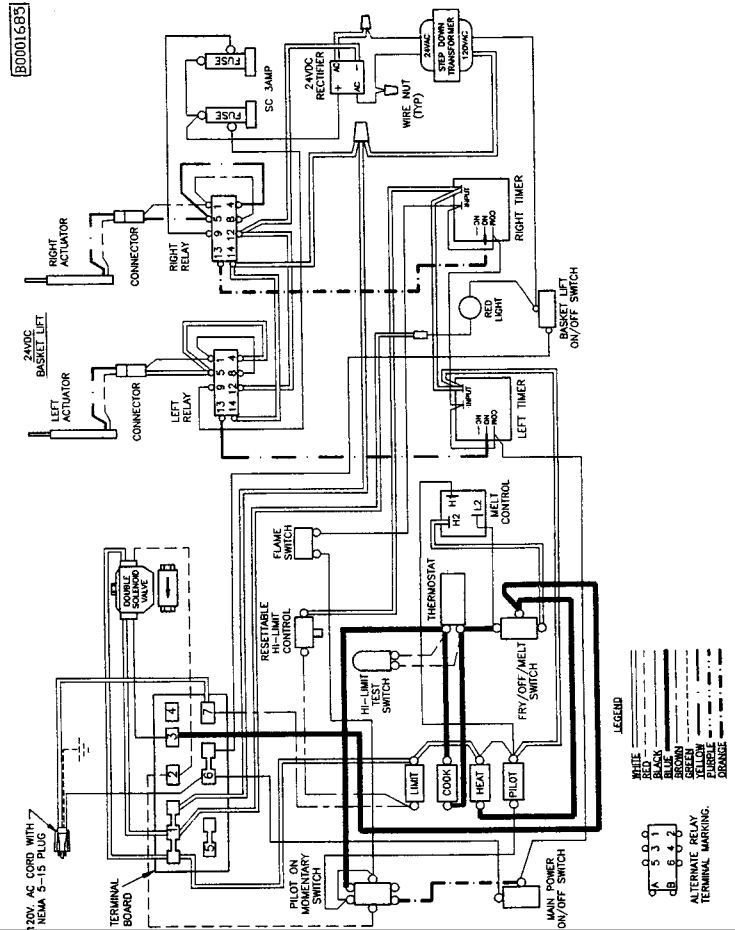 B0001685
24VAC
STEP DOWN
TRANSFORMER
120VAC
FUSE
FUSE
SC 3AMP
24VDC
RECTIFIER
AC
-
+
AC
WIRE NUT
(TYP)
RIGHT
ACTUATOR
CONNECTOR
RIGHT
RELAY
1
4
5
8
9
12
13
14
INPUT
NC
NO
COM
RIGHT TIMER
24VDC
BASKET LIFT
LEFT
ACTUATOR
CONNECTOR
LEFT
RELAY
4
5
8
9
12
13
14
RED
LIGHT
BASKET LIFT
ON/OFF SWITCH
INPUT
NC
NO
COM
LEFT TIMER
DOUBLE
SOLENOID
VALVE
FLAME
SWITCH
RESETTABLE
HI-LIMIT
CONTROL
H1
H2
L2
MELT
CONTROL
THERMOSTAT
HI-LIMIT
TEST
SWITCH
FRY/OFF/MELT
SWITCH
120V. AC CORD WITH
NEMA 5-15 PLUG
TERMINAL
BOARD
4
3
7
2
6
1
5
LIMIT
COOK
HEAT
PILOT
PILOT ON
MOMENTARY
SWITCH
MAIN POWER
ON/OFF SWITCH
LEGEND
WHITE
RED
BLACK
BLUE
BROWN
GREEN
YELLOW
PURPLE
ORANGE
A 5 3 1
B 6 4 2
ALTERNATE RELAY
TERMINAL MARKING.